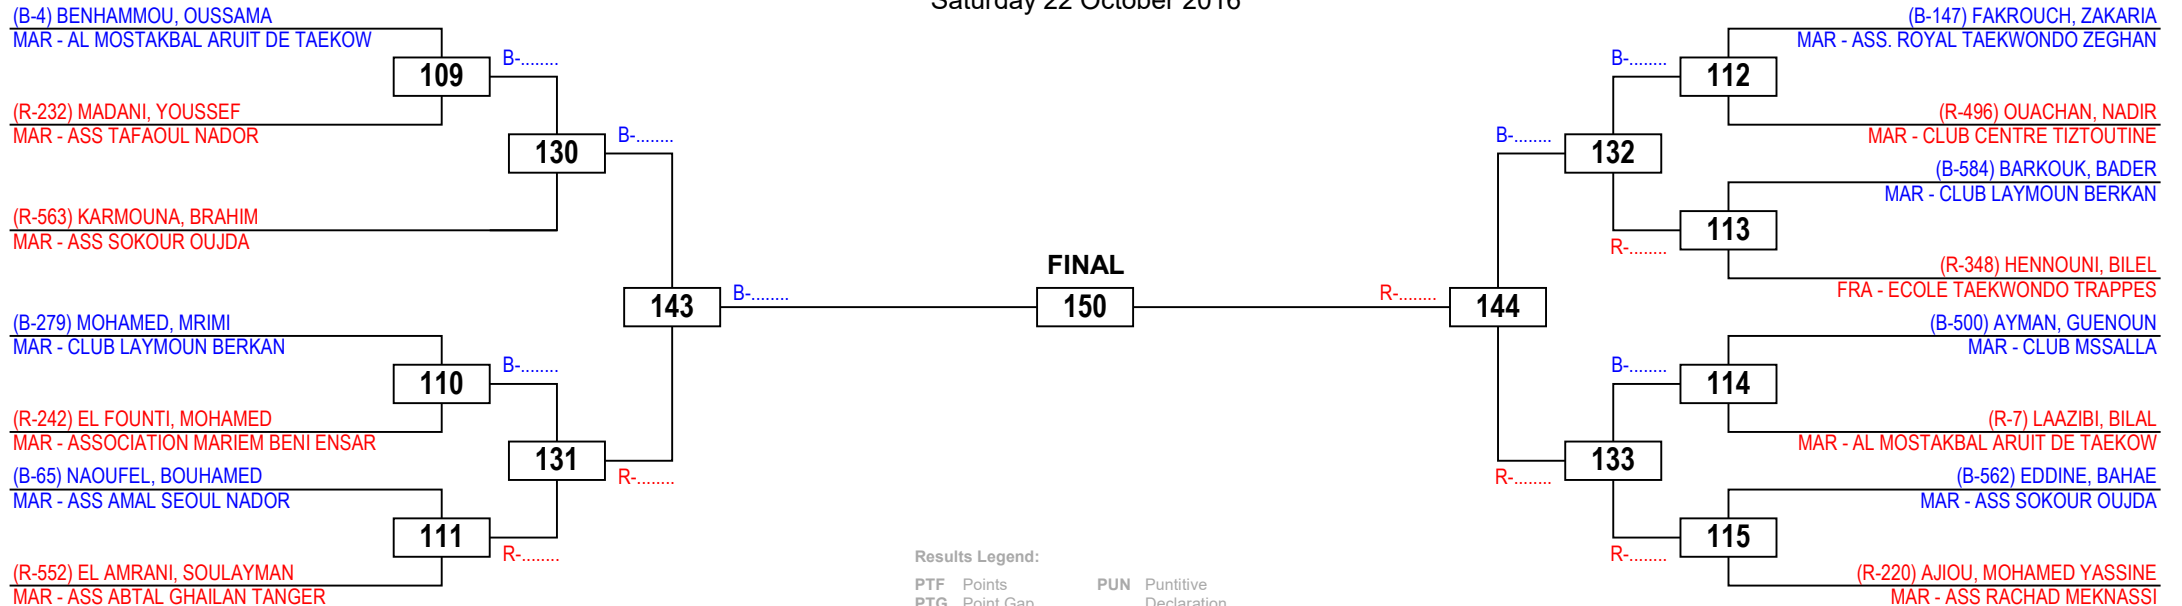 Saturday 22 October 2016
(B-4) BENHAMMOU, OUSSAMA
MAR - AL MOSTAKBAL ARUIT DE TAEKOW
109
B-........
(R-232) MADANI, YOUSSEF
MAR - ASS TAFAOUL NADOR
130
B-........
(R-563) KARMOUNA, BRAHIM
MAR - ASS SOKOUR OUJDA
143
B-........
(B-279) MOHAMED, MRIMI
MAR - CLUB LAYMOUN BERKAN
110
B-........
(R-242) EL FOUNTI, MOHAMED
MAR - ASSOCIATION MARIEM BENI ENSAR
131
R-........
(B-65) NAOUFEL, BOUHAMED
MAR - ASS AMAL SEOUL NADOR
111
R-........
(R-552) EL AMRANI, SOULAYMAN
MAR - ASS ABTAL GHAILAN TANGER
FINAL
150
(B-147) FAKROUCH, ZAKARIA
MAR - ASS. ROYAL TAEKWONDO ZEGHAN
B-........
112
(R-496) OUACHAN, NADIR
MAR - CLUB CENTRE TIZTOUTINE
B-........
132
(B-584) BARKOUK, BADER
MAR - CLUB LAYMOUN BERKAN
113
R-........
(R-348) HENNOUNI, BILEL
FRA - ECOLE TAEKWONDO TRAPPES
R-........
144
(B-500) AYMAN, GUENOUN
MAR - CLUB MSSALLA
B-........
114
(R-7) LAAZIBI, BILAL
MAR - AL MOSTAKBAL ARUIT DE TAEKOW
133
R-........
(B-562) EDDINE, BAHAE
MAR - ASS SOKOUR OUJDA
115
R-........
(R-220) AJIOU, MOHAMED YASSINE
MAR - ASS RACHAD MEKNASSI
Results Legend:
PTF Points PUN Puntitive
PTG Point Gap Declaration